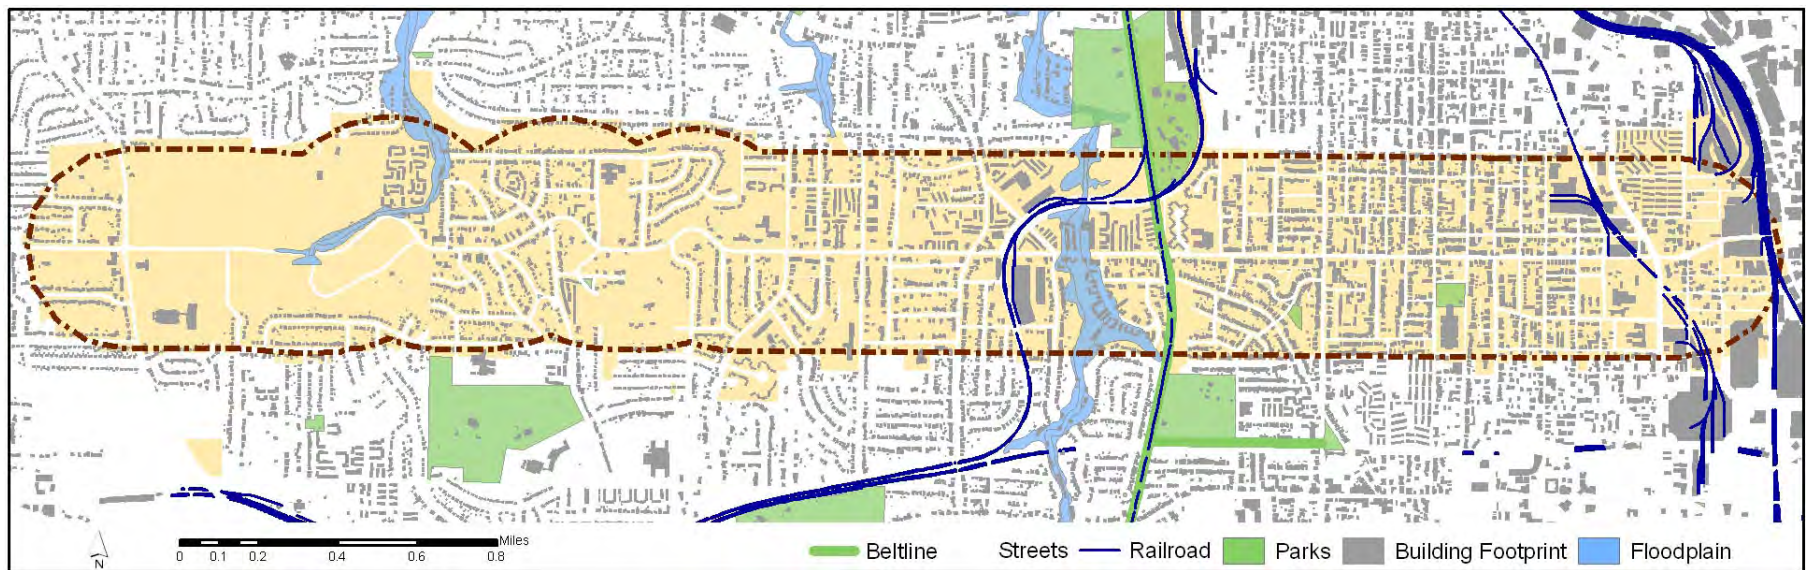 Miles
0 0.1 0.2 0.4 0.6 0.8
N
Beltline Streets Railroad Parks Building Footprint Floodplain